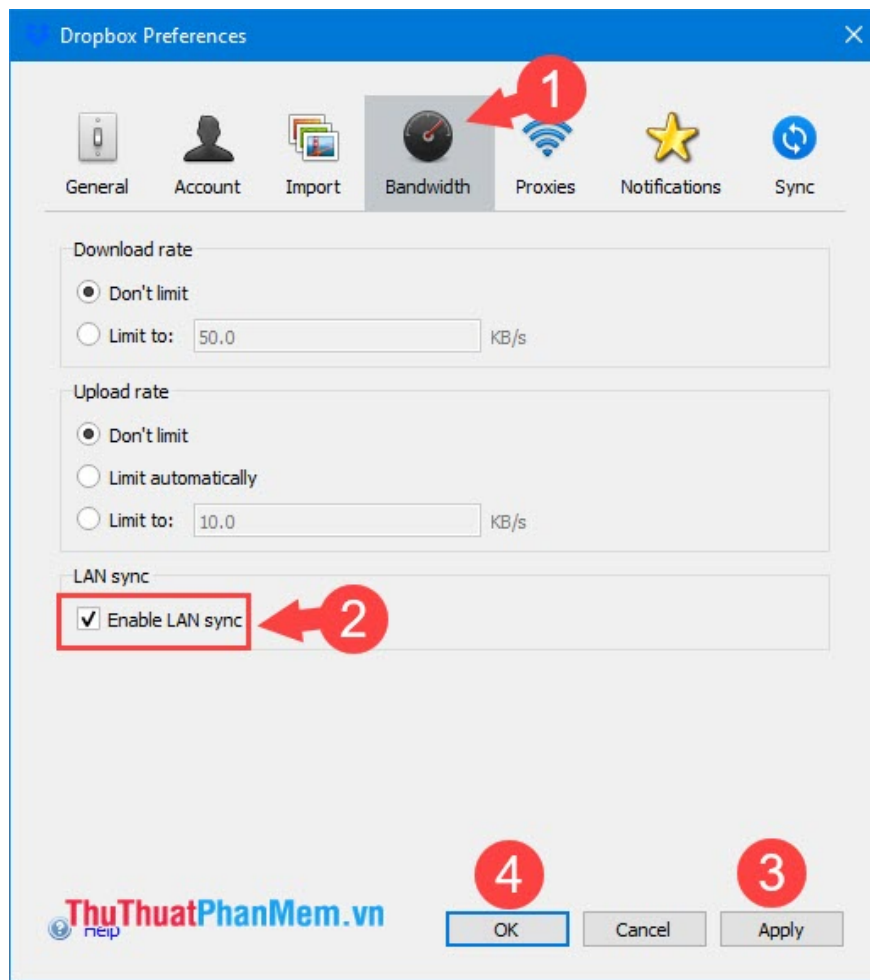 Dropbox Preferences
1
General Account Import Bandwidth Proxies Notifications Sync
Download rate
Don't limit
Limit to: 50.0 KB/s
Upload rate
Don't limit
Limit automatically
Limit to: 10.0 KB/s
LAN sync
Enable LAN sync 2
4 3
ThuThuatPhanMem.vn
Help OK Cancel Apply